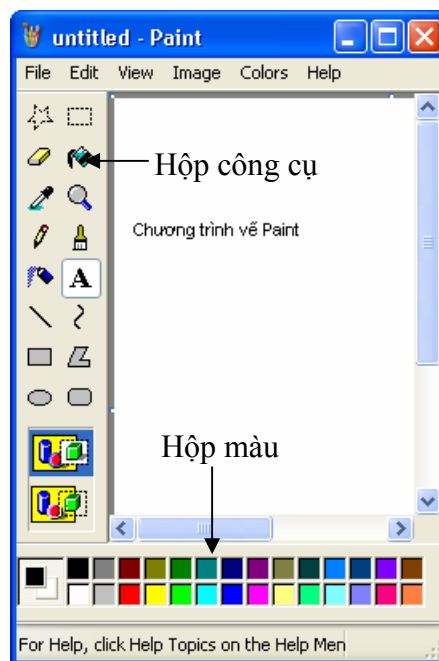 untitled - Paint
File Edit View Image Colors Help
Hộp công cụ
Chương trình vẽ Paint
A
Hộp màu
For Help, click Help Topics on the Help Men